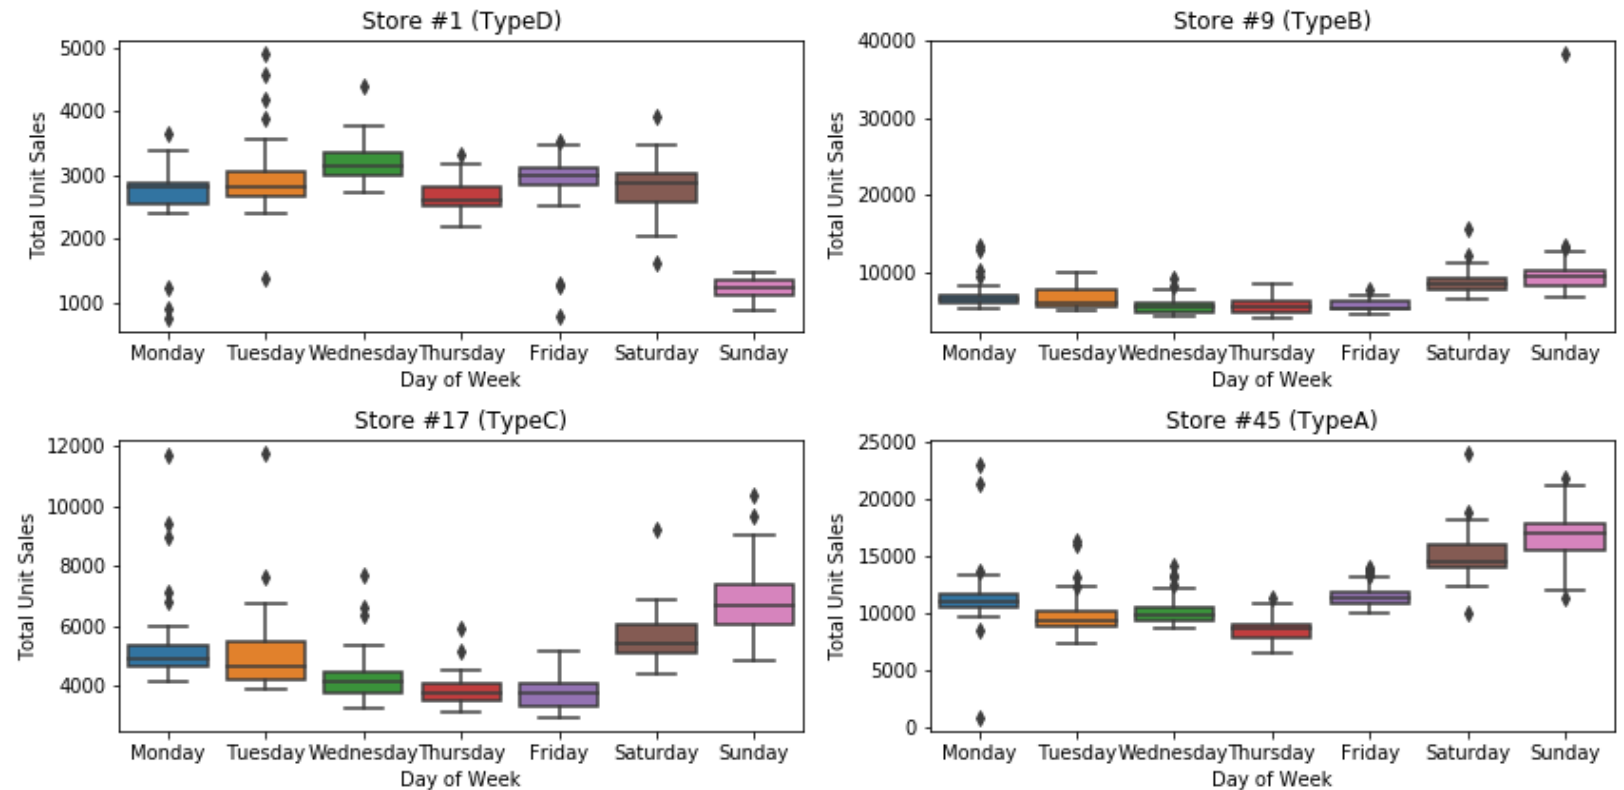 Store #1 (TypeD)
5000
4000
3000
2000
1000
Total Unit Sales
Monday Tuesday Wednesday Thursday Friday Saturday Sunday
Day of Week
Store #9 (TypeB)
40000
30000
20000
10000
Total Unit Sales
Monday Tuesday Wednesday Thursday Friday Saturday Sunday
Day of Week
Store #17 (TypeC)
12000
10000
8000
6000
4000
Total Unit Sales
Monday Tuesday Wednesday Thursday Friday Saturday Sunday
Day of Week
Store #45 (TypeA)
25000
20000
15000
10000
5000
0
Total Unit Sales
Monday Tuesday Wednesday Thursday Friday Saturday Sunday
Day of Week